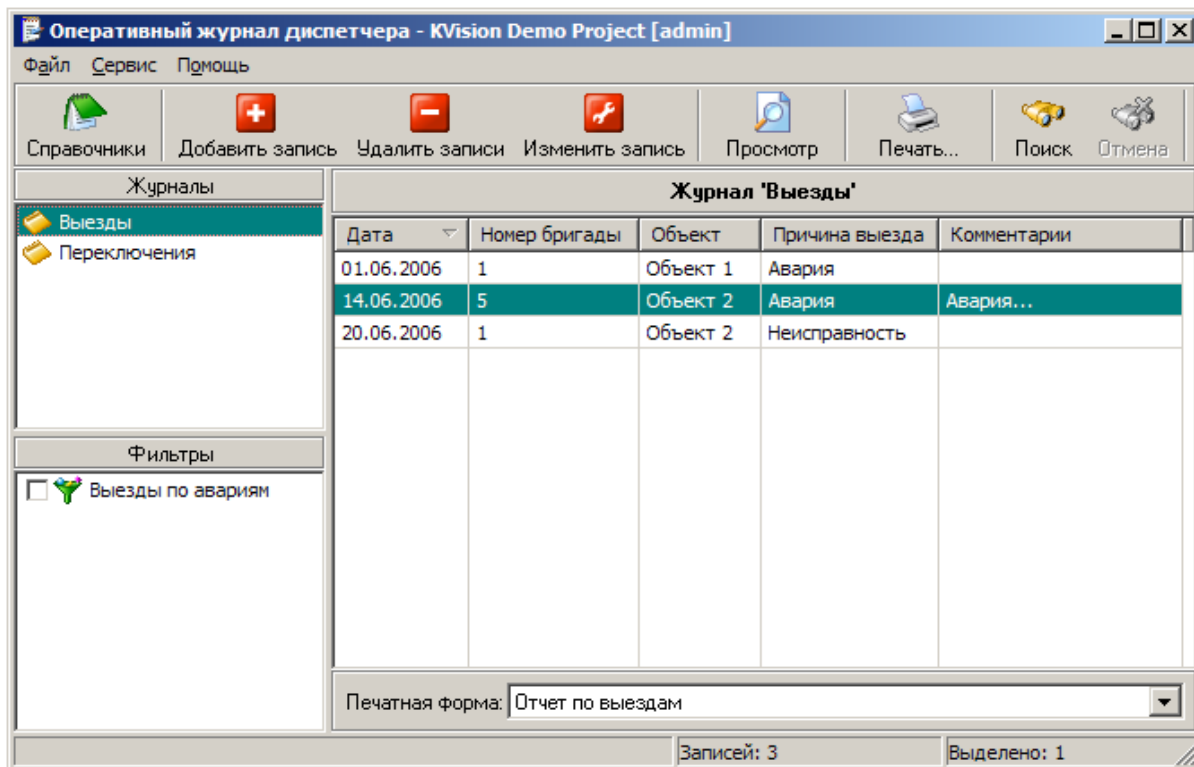 Оперативный журнал диспетчера - KVision Demo Project [admin]
Файл Сервис Помощь
Справочники Добавить запись Удалить записи Изменить запись Просмотр Печать... Поиск Отмена
Журналы
Выезды
Переключения
Фильтры
Выезды по авариям
Журнал 'Выезды'
Дата Номер бригады Объект Причина выезда Комментарии
01.06.2006 1 Объект 1 Авария
14.06.2006 5 Объект 2 Авария Авария...
20.06.2006 1 Объект 2 Неисправность
Печатная форма: Отчет по выездам
Записей: 3 Выделено: 1